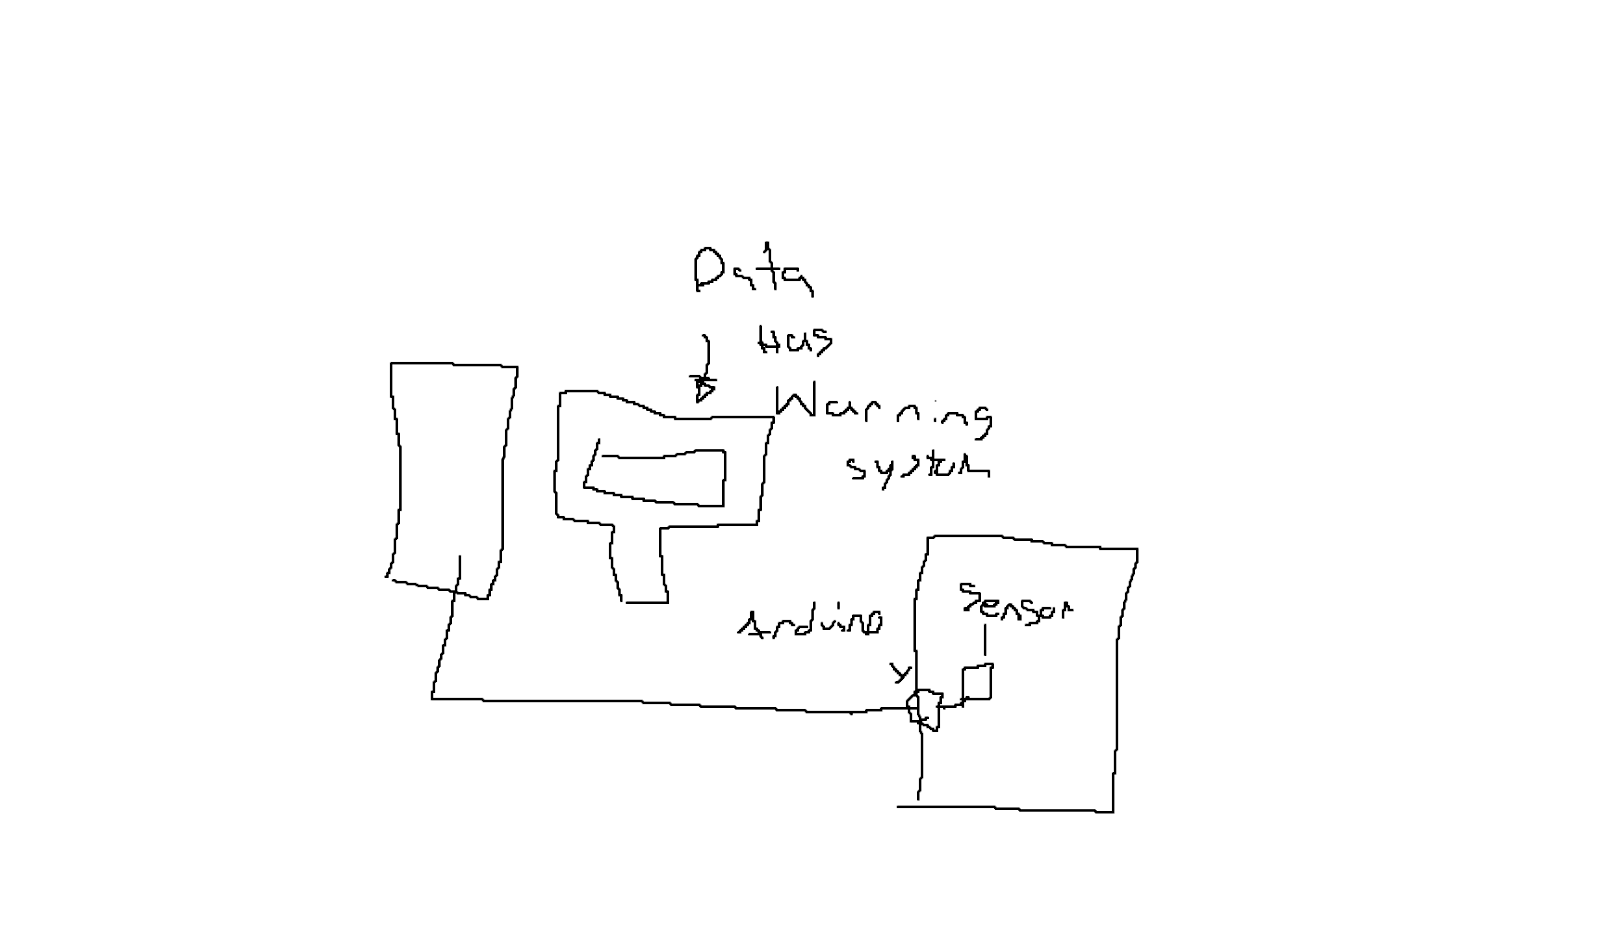 Data
Has
Warning
system
Arduino
Sensor